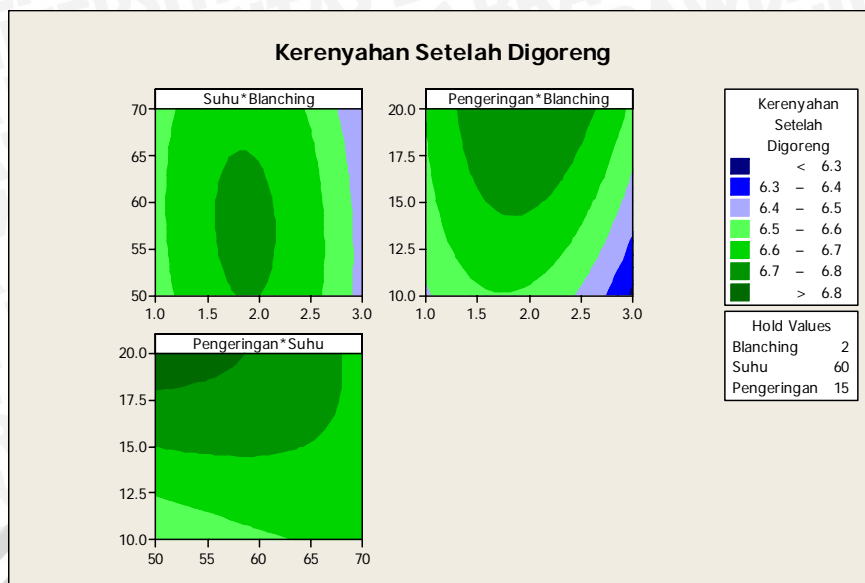 Kerenyahan Setelah Digoreng
Suhu*Blanching
70
65
60
55
50
1.0 1.5 2.0 2.5 3.0
Pengeringan*Blanching
20.0
17.5
15.0
12.5
10.0
1.0 1.5 2.0 2.5 3.0
Pengeringan*Suhu
20.0
17.5
15.0
12.5
10.0
50 55 60 65 70
Kerenyahan
Setelah
Digoreng
< 6.3
6.3 – 6.4
6.4 – 6.5
6.5 – 6.6
6.6 – 6.7
6.7 – 6.8
> 6.8
Hold Values
Blanching 2
Suhu 60
Pengeringan 15